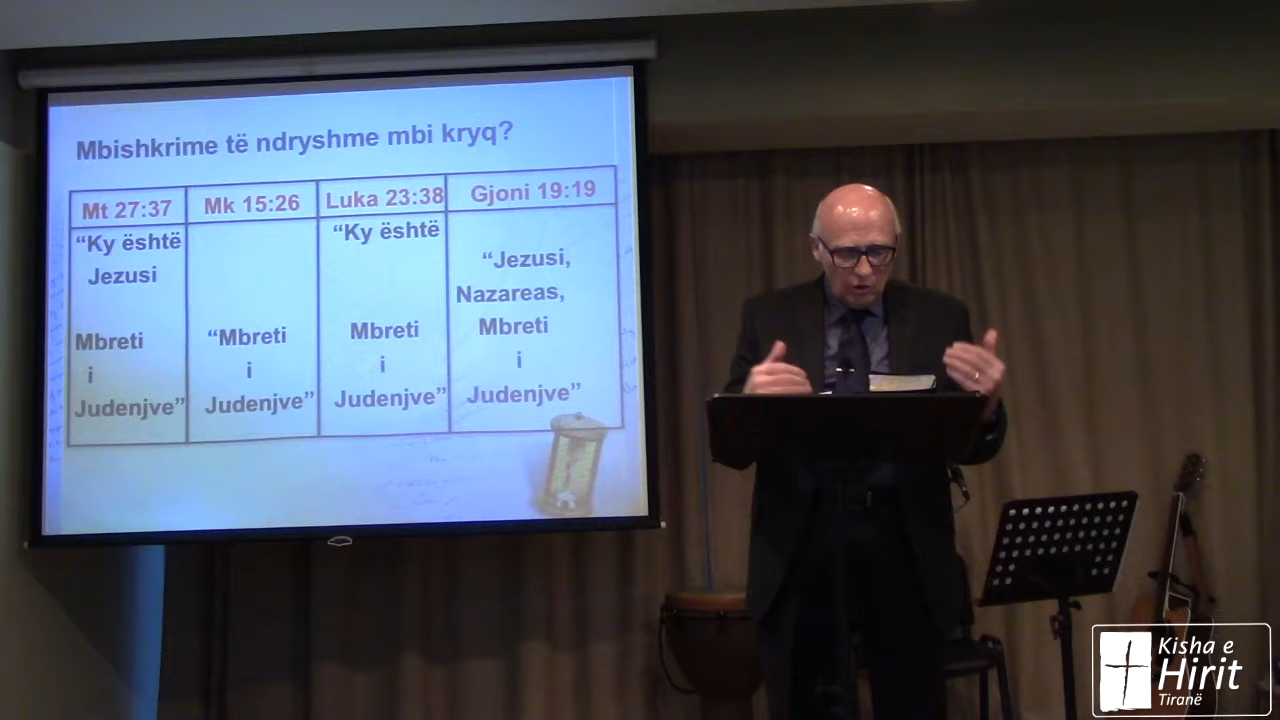 Mbishkrime të ndryshme mbi kryq?
Mt 27:37
Mk 15:26
Luka 23:38
Gjoni 19:19
“Ky është
Jezusi
Mbreti
i
Judenjve”
“Mbreti
i
Judenjve”
“Ky është
Mbreti
i
Judenjve”
“Jezusi,
Nazareas,
Mbreti
i
Judenjve”
Kisha e
Hirit
Tiranë